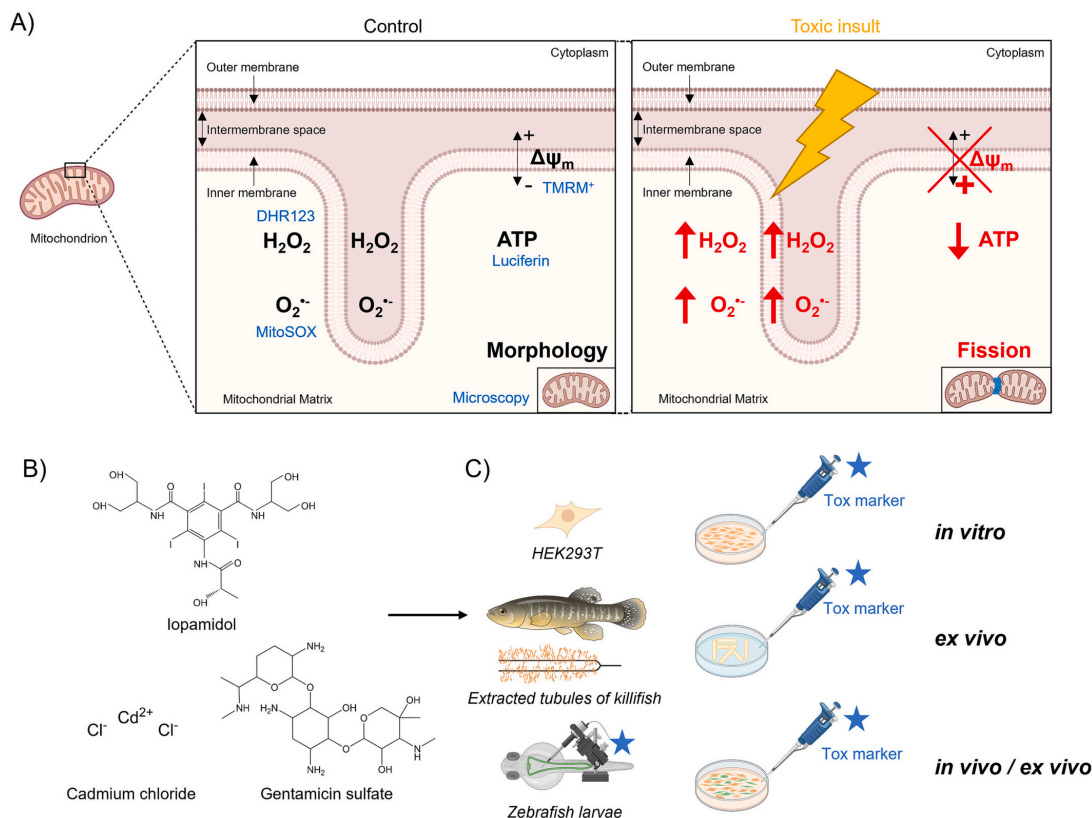 A)
Control
Cytoplasm
Outer membrane
Intermembrane space
Inner membrane
+
Δψm
-
TMRM⁺
DHR123
H₂O₂
H₂O₂
ATP
Luciferin
O₂•-
O₂•-
MitoSOX
Morphology
Microscopy
Mitochondrial Matrix
Mitochondrion
Toxic insult
Cytoplasm
Outer membrane
Intermembrane space
Inner membrane
+
Δψm
+
H₂O₂
H₂O₂
ATP
O₂•-
O₂•-
Fission
Mitochondrial Matrix
B)
OH
OH
HO
O
I
O
OH
HO
N
H
N
H
OH
I
I
NH
O
OH
Iopamidol
Cl⁻ Cd²⁺ Cl⁻
Cadmium chloride
NH₂
O
O
NH
H₂N
OH
HO
H₂N
O
O
NH
NH₂
OH
Gentamicin sulfate
C)
HEK293T
Tox marker
in vitro
Extracted tubules of killifish
Tox marker
ex vivo
Zebrafish larvae
Tox marker
in vivo / ex vivo